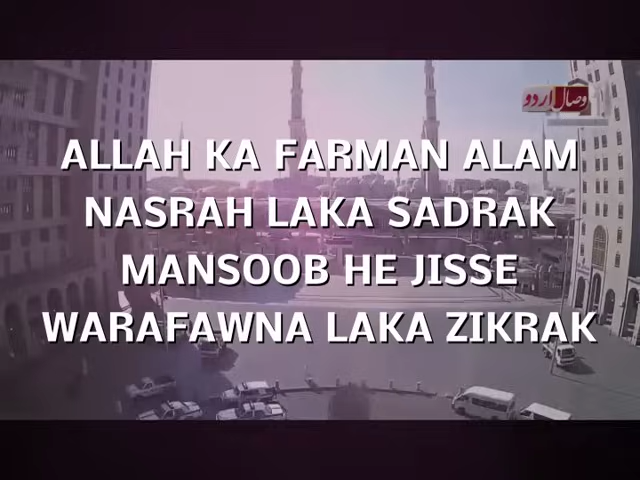 وصال اردو
ALLAH KA FARMAN ALAM
NASRAH LAKA SADRAK
MANSOOB HE JISSE
WARAFAWNA LAKA ZIKRAK